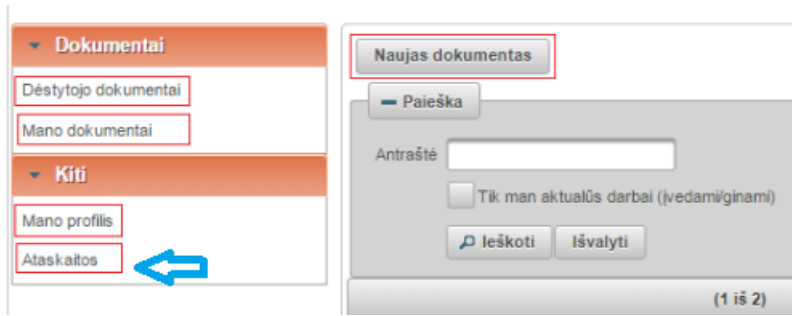 Dokumentai
Dėstytojo dokumentai
Mano dokumentai
Kiti
Mano profilis
Ataskaitos
Naujas dokumentas
Paieška
Antraštė
Tik man aktualūs darbai (įvedami/ginami)
Ieškoti Išvalyti
(1 iš 2)